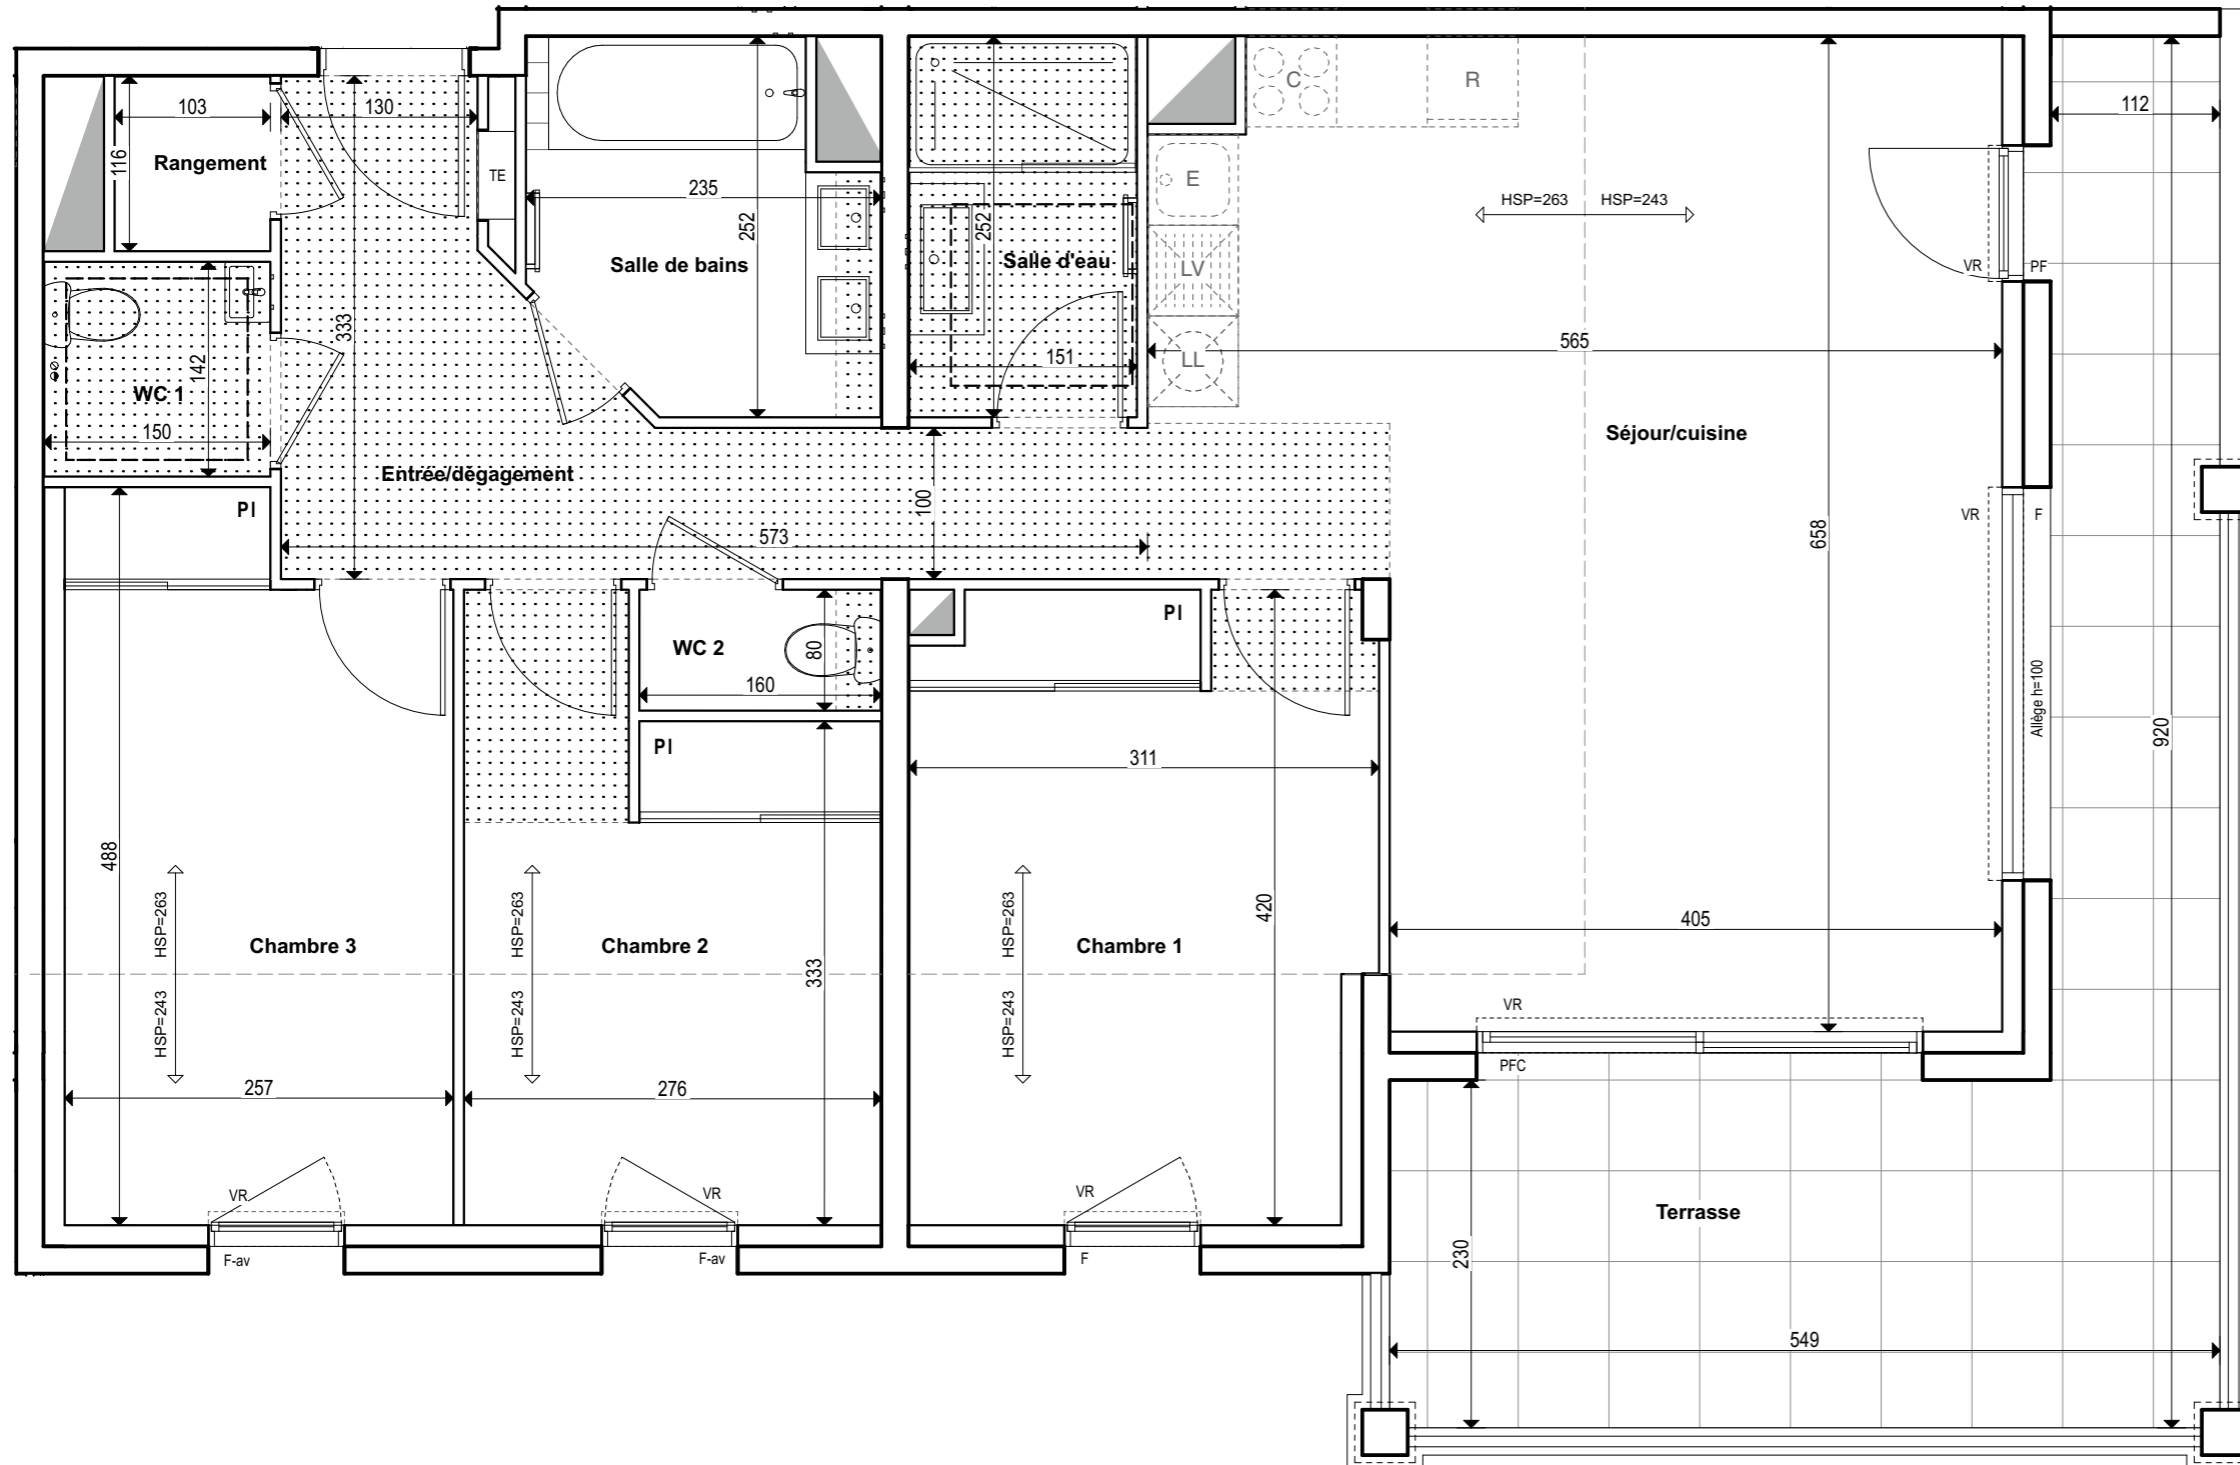 103
130
116
Rangement
TE
235
252
Salle de bains
333
142
WC 1
150
252
Salle d'eau
151
C
R
E
LV
LL
HSP=263
HSP=243
112
VR
PF
565
Séjour/cuisine
Entrée/dégagement
100
573
658
VR
F
Allège h=100
920
PI
WC 2
80
160
PI
PI
311
488
HSP=263
HSP=243
Chambre 3
257
HSP=263
HSP=243
Chambre 2
333
276
HSP=263
HSP=243
Chambre 1
420
405
VR
PFC
VR
F-av
VR
F-av
VR
F
Terrasse
230
549